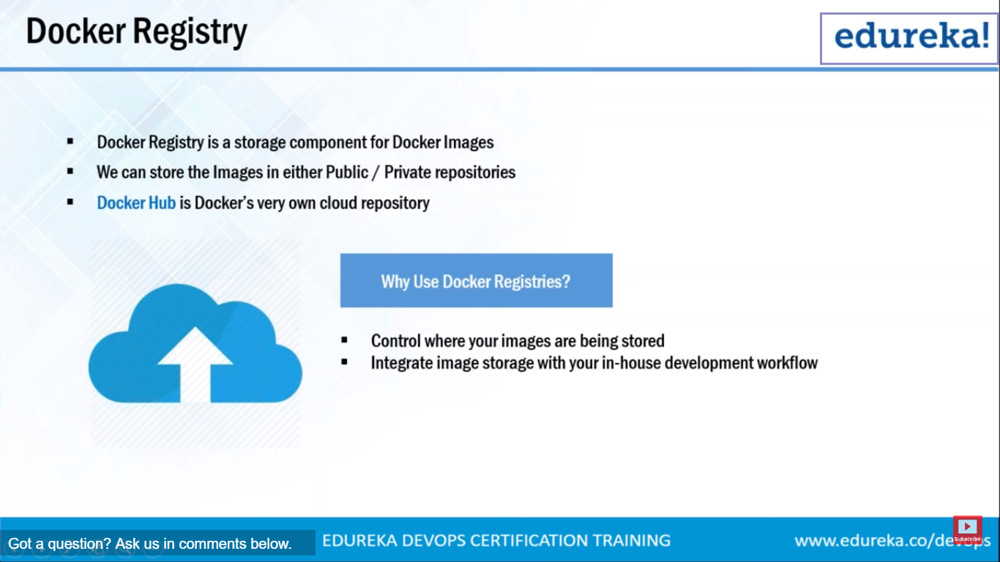 Docker Registry
edureka!
Docker Registry is a storage component for Docker Images
We can store the Images in either Public / Private repositories
Docker Hub is Docker's very own cloud repository
Why Use Docker Registries?
Control where your images are being stored
Integrate image storage with your in-house development workflow
Got a question? Ask us in comments below.
EDUREKA DEVOPS CERTIFICATION TRAINING
www.edureka.co/devops
Subscribe